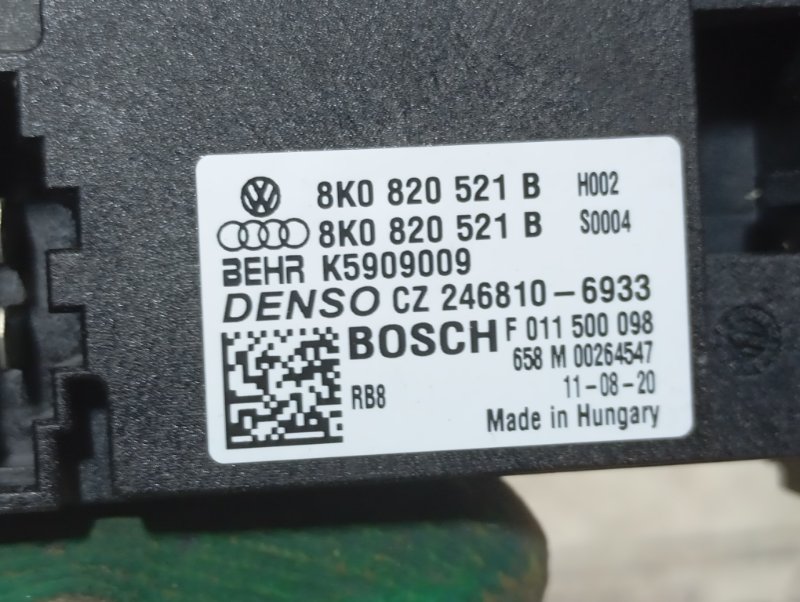 8K0 820 521 B H002
8K0 820 521 B S0004
BEHR K5909009
DENSO CZ 246810-6933
BOSCH F 011 500 098
658 M 00264547
RB8 11-08-20
Made in Hungary